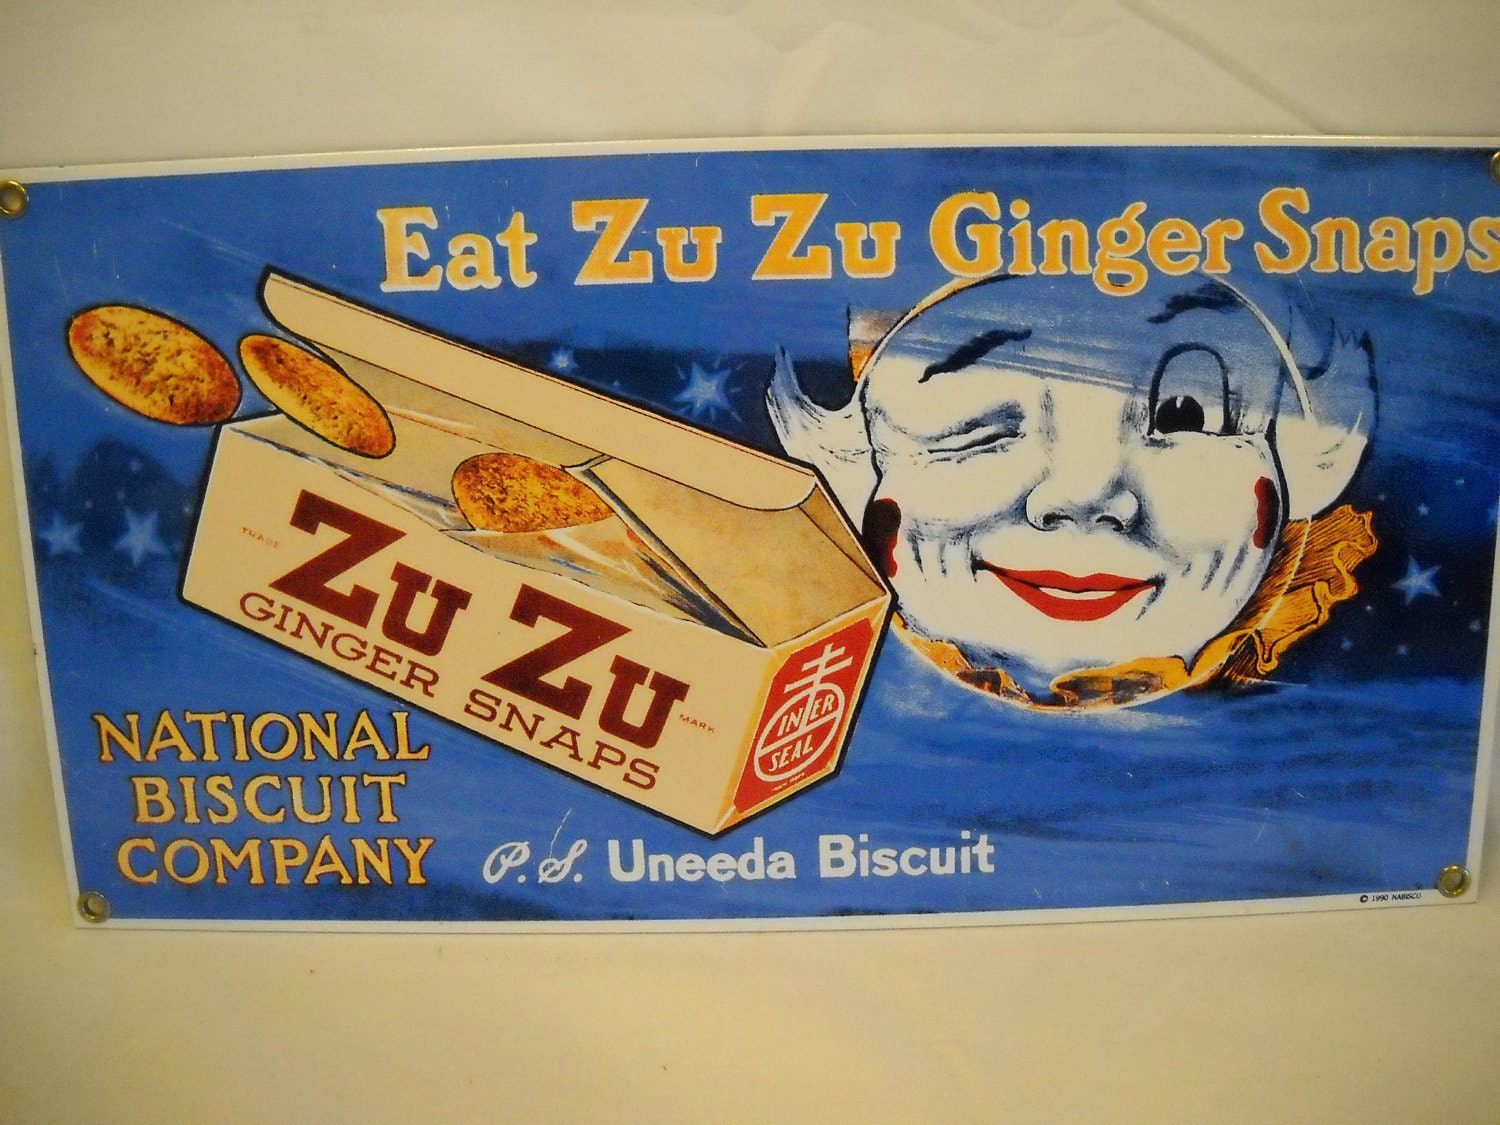 Eat Zu Zu Ginger Snaps
TRADE
Zu Zu
MARK
GINGER SNAPS
IN ER
SEAL
NATIONAL
BISCUIT
COMPANY
P.S. Uneeda Biscuit
© 1990 NABISCO